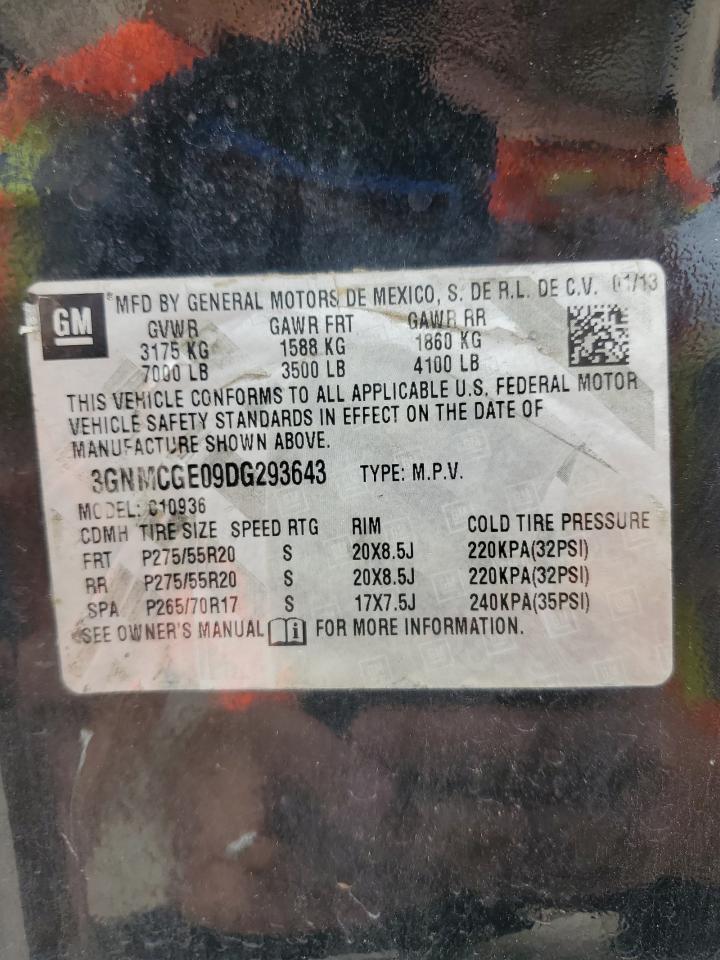 GM ®MFD BY GENERAL MOTORS DE MEXICO, S. DE R.L. DE C.V. 01/13
GVWR GAWR FRT GAWR RR
3175 KG 1588 KG 1860 KG
7000 LB 3500 LB 4100 LB
THIS VEHICLE CONFORMS TO ALL APPLICABLE U.S. FEDERAL MOTOR
VEHICLE SAFETY STANDARDS IN EFFECT ON THE DATE OF
MANUFACTURE SHOWN ABOVE.
3GNMCGE09DG293643 TYPE: M.P.V.
MODEL: C10936
CDMH TIRE SIZE SPEED RTG RIM COLD TIRE PRESSURE
FRT P275/55R20 S 20X8.5J 220KPA(32PSI)
RR P275/55R20 S 20X8.5J 220KPA(32PSI)
SPA P265/70R17 S 17X7.5J 240KPA(35PSI)
SEE OWNER'S MANUAL i FOR MORE INFORMATION.